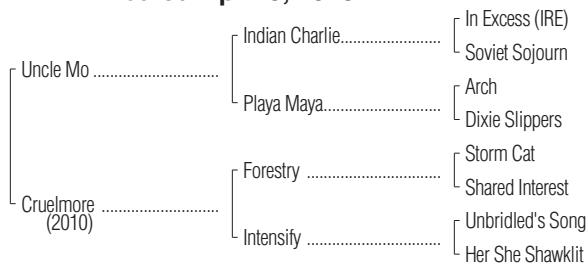 In Excess (IRE)
Indian Charlie....................
Soviet Sojourn
Uncle Mo ..............................
Arch
Playa Maya........................
Dixie Slippers
Storm Cat
Forestry ............................
Shared Interest
Cruelmore ............................
(2010)
Unbridled's Song
Intensify ............................
Her She Shawklit